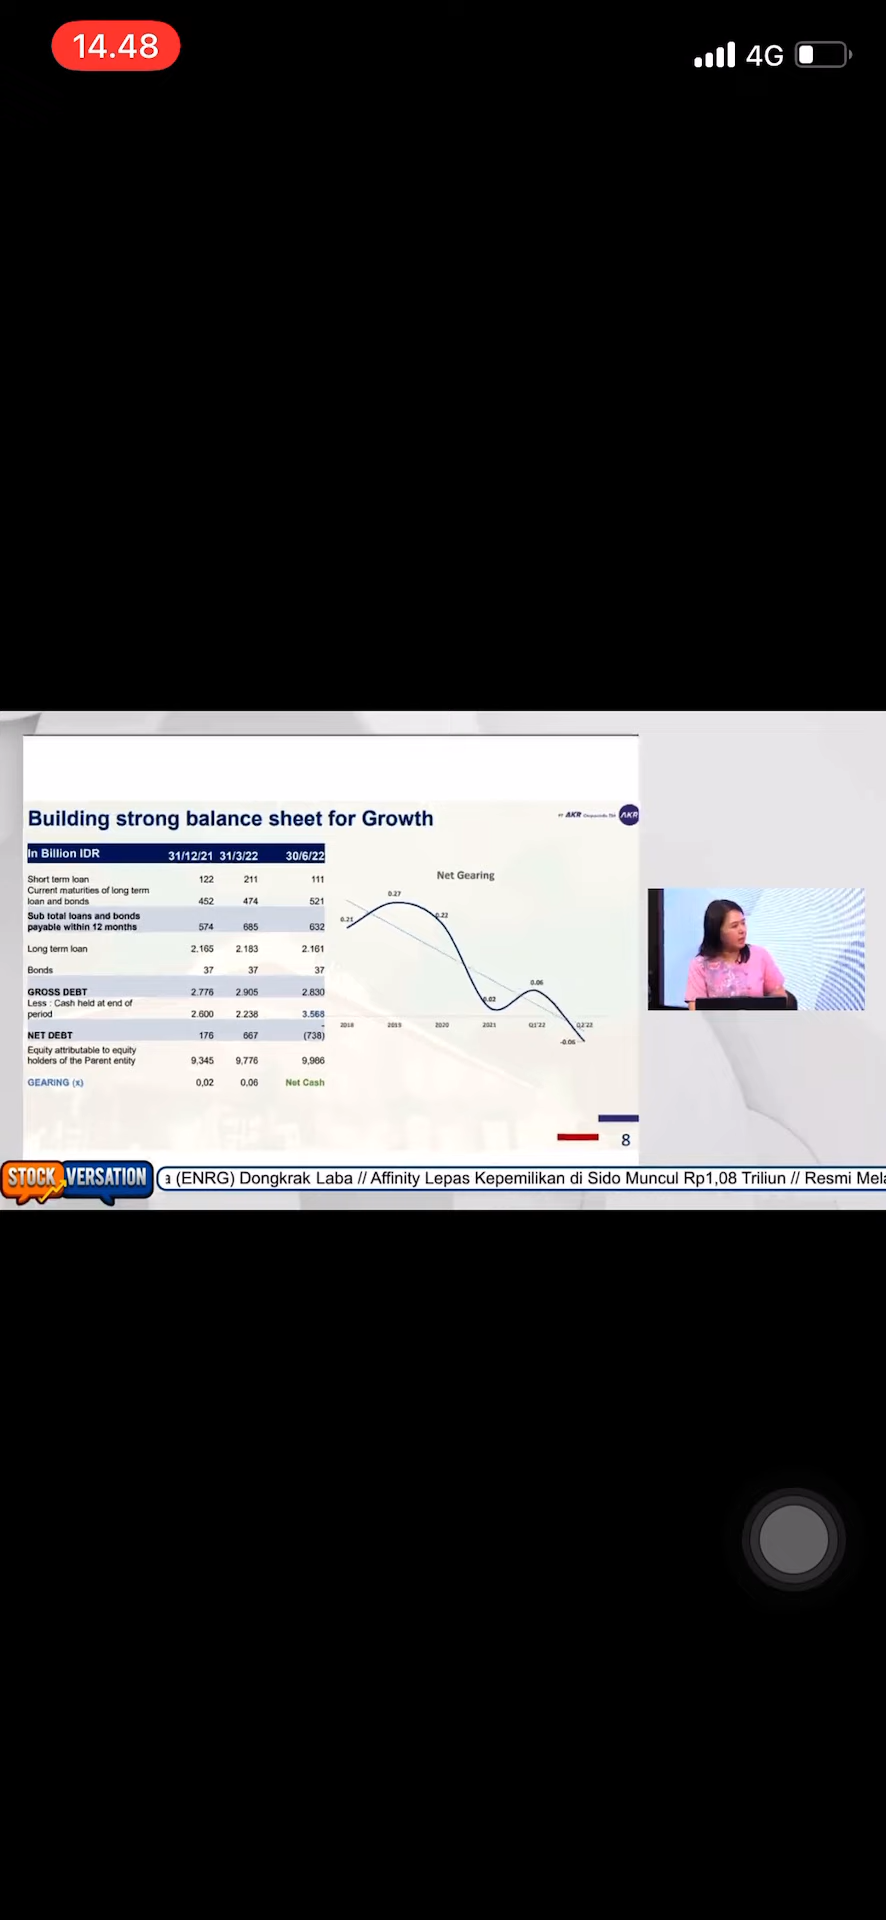 14.48
4G
Building strong balance sheet for Growth
PT AKR Corporindo Tbk
AKR
In Billion IDR 31/12/21 31/3/22 30/6/22
Short term loan 122 211 111
Current maturities of long term
loan and bonds 452 474 521
Sub total loans and bonds
payable within 12 months 574 685 632
Long term loan 2.165 2.183 2.161
Bonds 37 37 37
GROSS DEBT 2.776 2.905 2.830
Less : Cash held at end of
period 2.600 2.238 3.568
NET DEBT 176 667 (738)
Equity attributable to equity
holders of the Parent entity 9,345 9,776 9,986
GEARING (x) 0,02 0,06 Net Cash
Net Gearing
0.21
0.27
0.22
0.02
0.06
-0.06
2018 2019 2020 2021 Q1'22 Q2'22
8
STOCK VERSATION
a (ENRG) Dongkrak Laba // Affinity Lepas Kepemilikan di Sido Muncul Rp1,08 Triliun // Resmi Mela